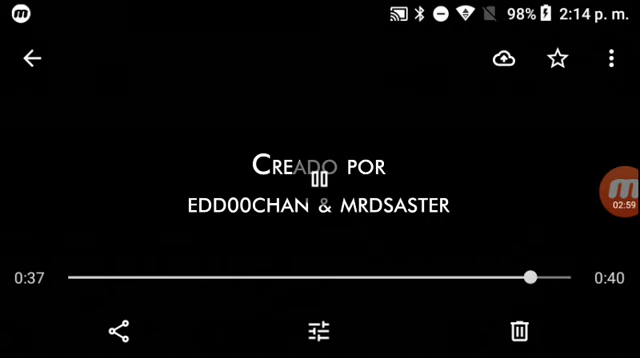 98% 2:14 p. m.
CREADO POR
EDD00CHAN & MRDSASTER
02:59
0:37 0:40